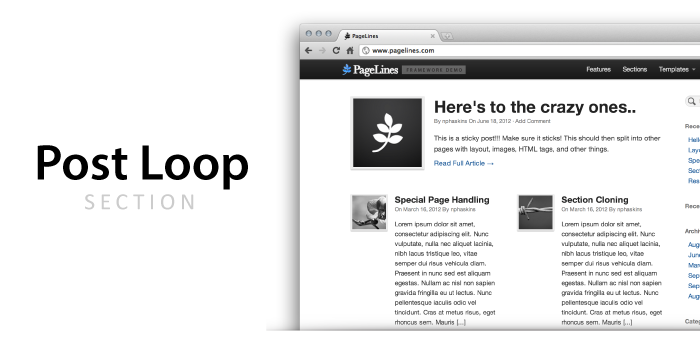 Post Loop
SECTION
PageLines
www.pagelines.com
PageLines FRAMEWORK DEMO
Features Sections Templates
Here's to the crazy ones..
By nphaskins On June 18, 2012 · Add Comment
This is a sticky post!!! Make sure it sticks! This should then split into other
pages with layout, images, HTML tags, and other things.
Read Full Article →
Special Page Handling
On March 16, 2012 By nphaskins
Lorem ipsum dolor sit amet,
consectetur adipiscing elit. Nunc
vulputate, nulla nec aliquet lacinia,
nibh lacus tristique leo, vitae
semper dui risus vehicula diam.
Praesent in nunc sed est aliquam
egestas. Nullam ac nisl non sapien
gravida fringilla eu ut lectus. Nunc
pellentesque iaculis odio vel
tincidunt. Cras at metus risus, eget
rhoncus sem. Mauris [...]
Section Cloning
On March 16, 2012 By nphaskins
Lorem ipsum dolor sit amet,
consectetur adipiscing elit. Nunc
vulputate, nulla nec aliquet lacinia,
nibh lacus tristique leo, vitae
semper dui risus vehicula diam.
Praesent in nunc sed est aliquam
egestas. Nullam ac nisl non sapien
gravida fringilla eu ut lectus. Nunc
pellentesque iaculis odio vel
tincidunt. Cras at metus risus, eget
rhoncus sem. Mauris [...]
Rece
Hello
Layo
Spe
Sect
Res
Rece
Archi
Augu
June
Mar
Sep
Sep
Augu
Categ